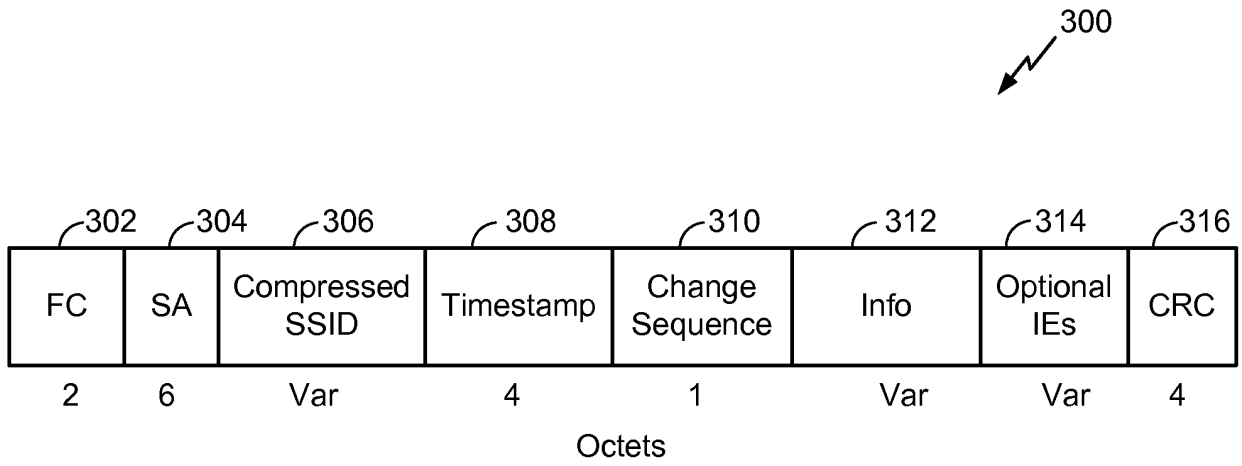 300
302 304 306 308 310 312 314 316
FC SA Compressed SSID Timestamp Change Sequence Info Optional IEs CRC
2 6 Var 4 1 Var Var 4
Octets